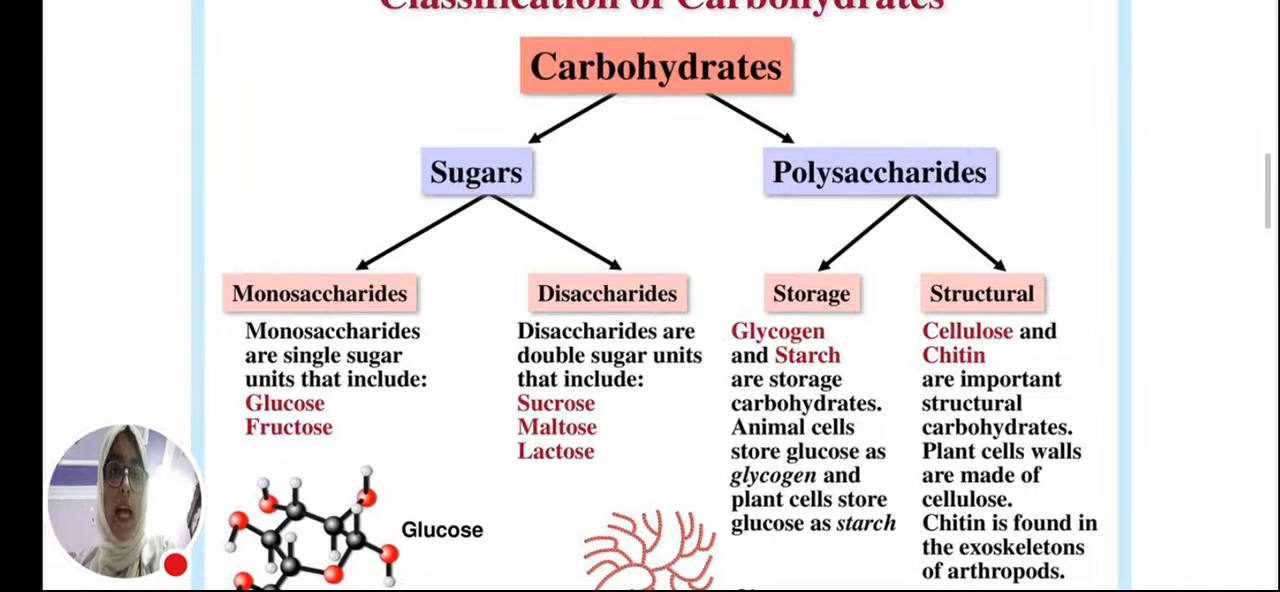 Classification of Carbohydrates
Carbohydrates
Sugars
Polysaccharides
Monosaccharides
Monosaccharides
are single sugar
units that include:
Glucose
Fructose
Disaccharides
Disaccharides are
double sugar units
that include:
Sucrose
Maltose
Lactose
Storage
Glycogen
and Starch
are storage
carbohydrates.
Animal cells
store glucose as
glycogen and
plant cells store
glucose as starch
Structural
Cellulose and
Chitin
are important
structural
carbohydrates.
Plant cells walls
are made of
cellulose.
Chitin is found in
the exoskeletons
of arthropods.
Glucose